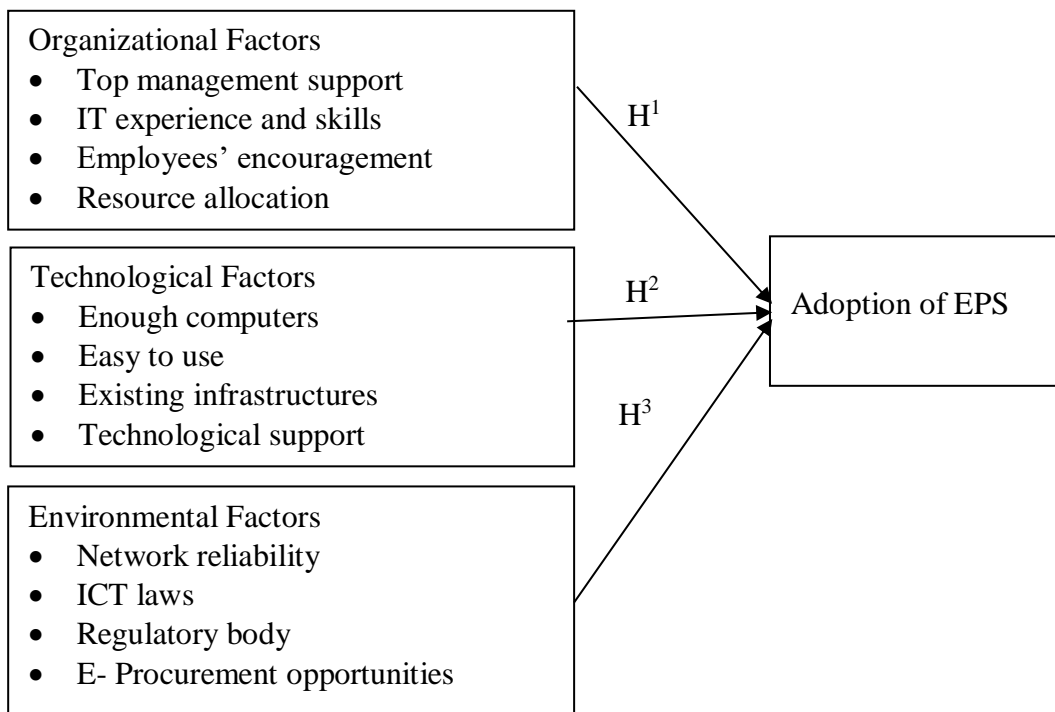 Organizational Factors
• Top management support
• IT experience and skills
• Employees’ encouragement
• Resource allocation
H¹
Technological Factors
• Enough computers
• Easy to use
• Existing infrastructures
• Technological support
H²
Adoption of EPS
H³
Environmental Factors
• Network reliability
• ICT laws
• Regulatory body
• E- Procurement opportunities